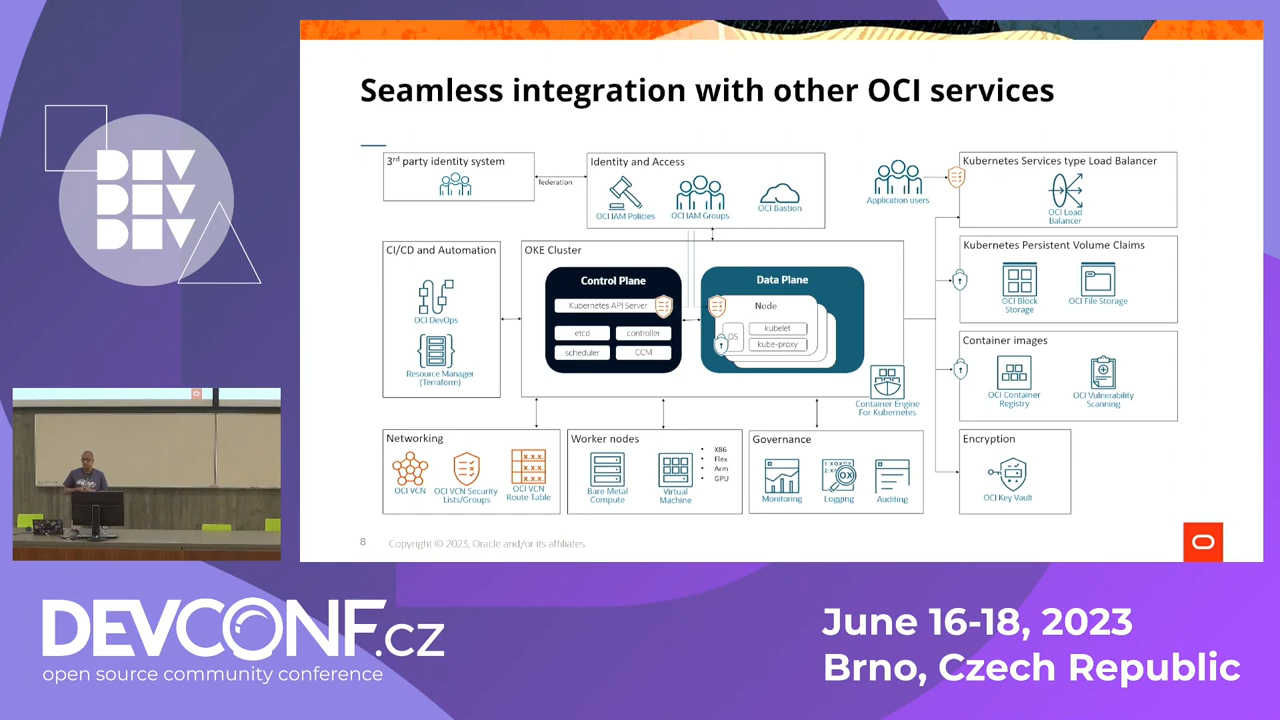 Seamless integration with other OCI services
3rd party identity system
federation
Identity and Access
OCI IAM Policies
OCI IAM Groups
OCI Bastion
Application users
Kubernetes Services type Load Balancer
OCI Load
Balancer
CI/CD and Automation
OCI DevOps
Resource Manager
(Terraform)
OKE Cluster
Control Plane
Kubernetes API Server
etcd
controller
scheduler
CCM
Data Plane
Node
OS
kubelet
kube-proxy
Container Engine
For Kubernetes
Kubernetes Persistent Volume Claims
OCI Block
Storage
OCI File Storage
Container images
OCI Container
Registry
OCI Vulnerability
Scanning
Networking
OCI VCN
OCI VCN Security
Lists/Groups
X.X.X.
X.X.X.
X.X.X.
OCI VCN
Route Table
Worker nodes
Bare Metal
Compute
Virtual
Machine
• X86
• Flex
• Arm
• GPU
Governance
Monitoring
Logging
Auditing
Encryption
OCI Key Vault
8
Copyright © 2023, Oracle and/or its affiliates
DEV
DEV
DEV
DEVCONF.cz
open source community conference
June 16-18, 2023
Brno, Czech Republic